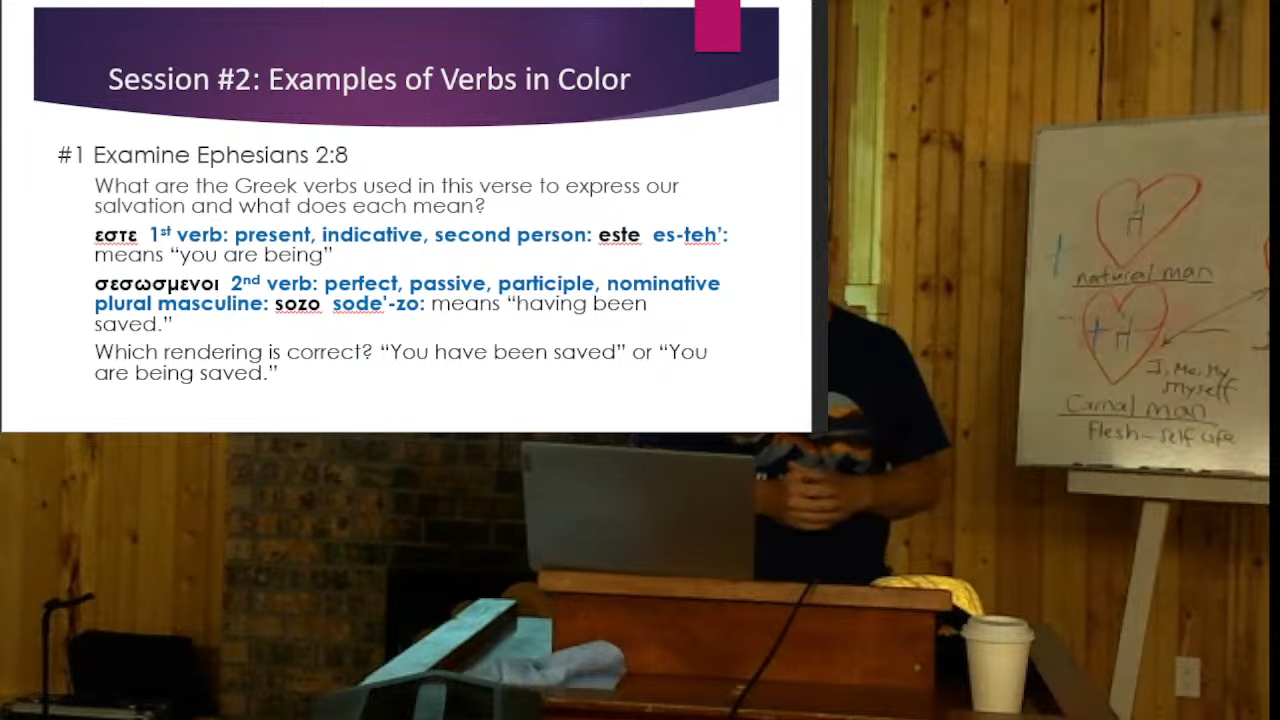 Session #2: Examples of Verbs in Color
#1 Examine Ephesians 2:8
What are the Greek verbs used in this verse to express our
salvation and what does each mean?
εστε 1st verb: present, indicative, second person: este es-teh’:
means “you are being”
σεσωσμενοι 2nd verb: perfect, passive, participle, nominative
plural masculine: sozo sode'-zo: means “having been
saved.”
Which rendering is correct? “You have been saved” or “You
are being saved.”
H
natural man
H
I, Me, My
Myself
Carnal man
Flesh - self life